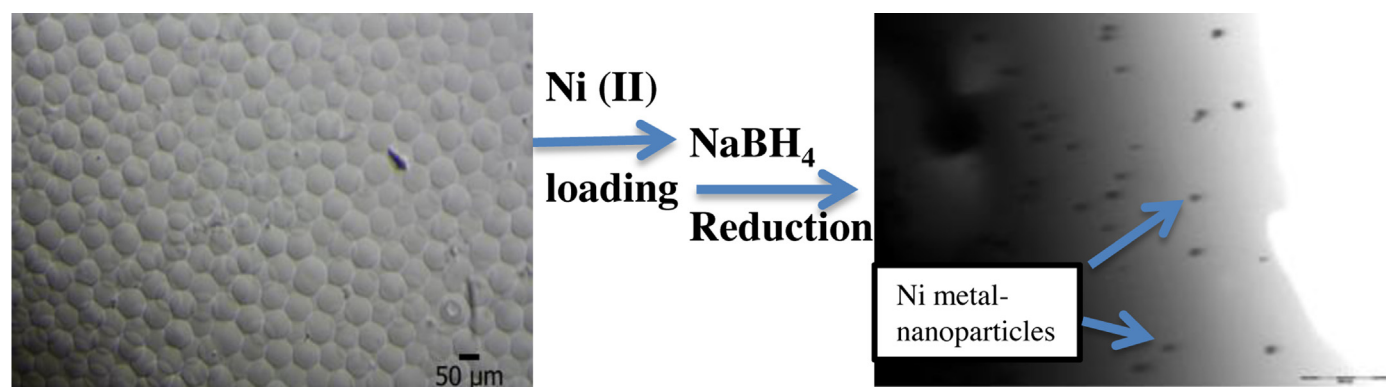 Ni (II)
loading
NaBH₄
Reduction
50 µm
Ni metal-
nanoparticles